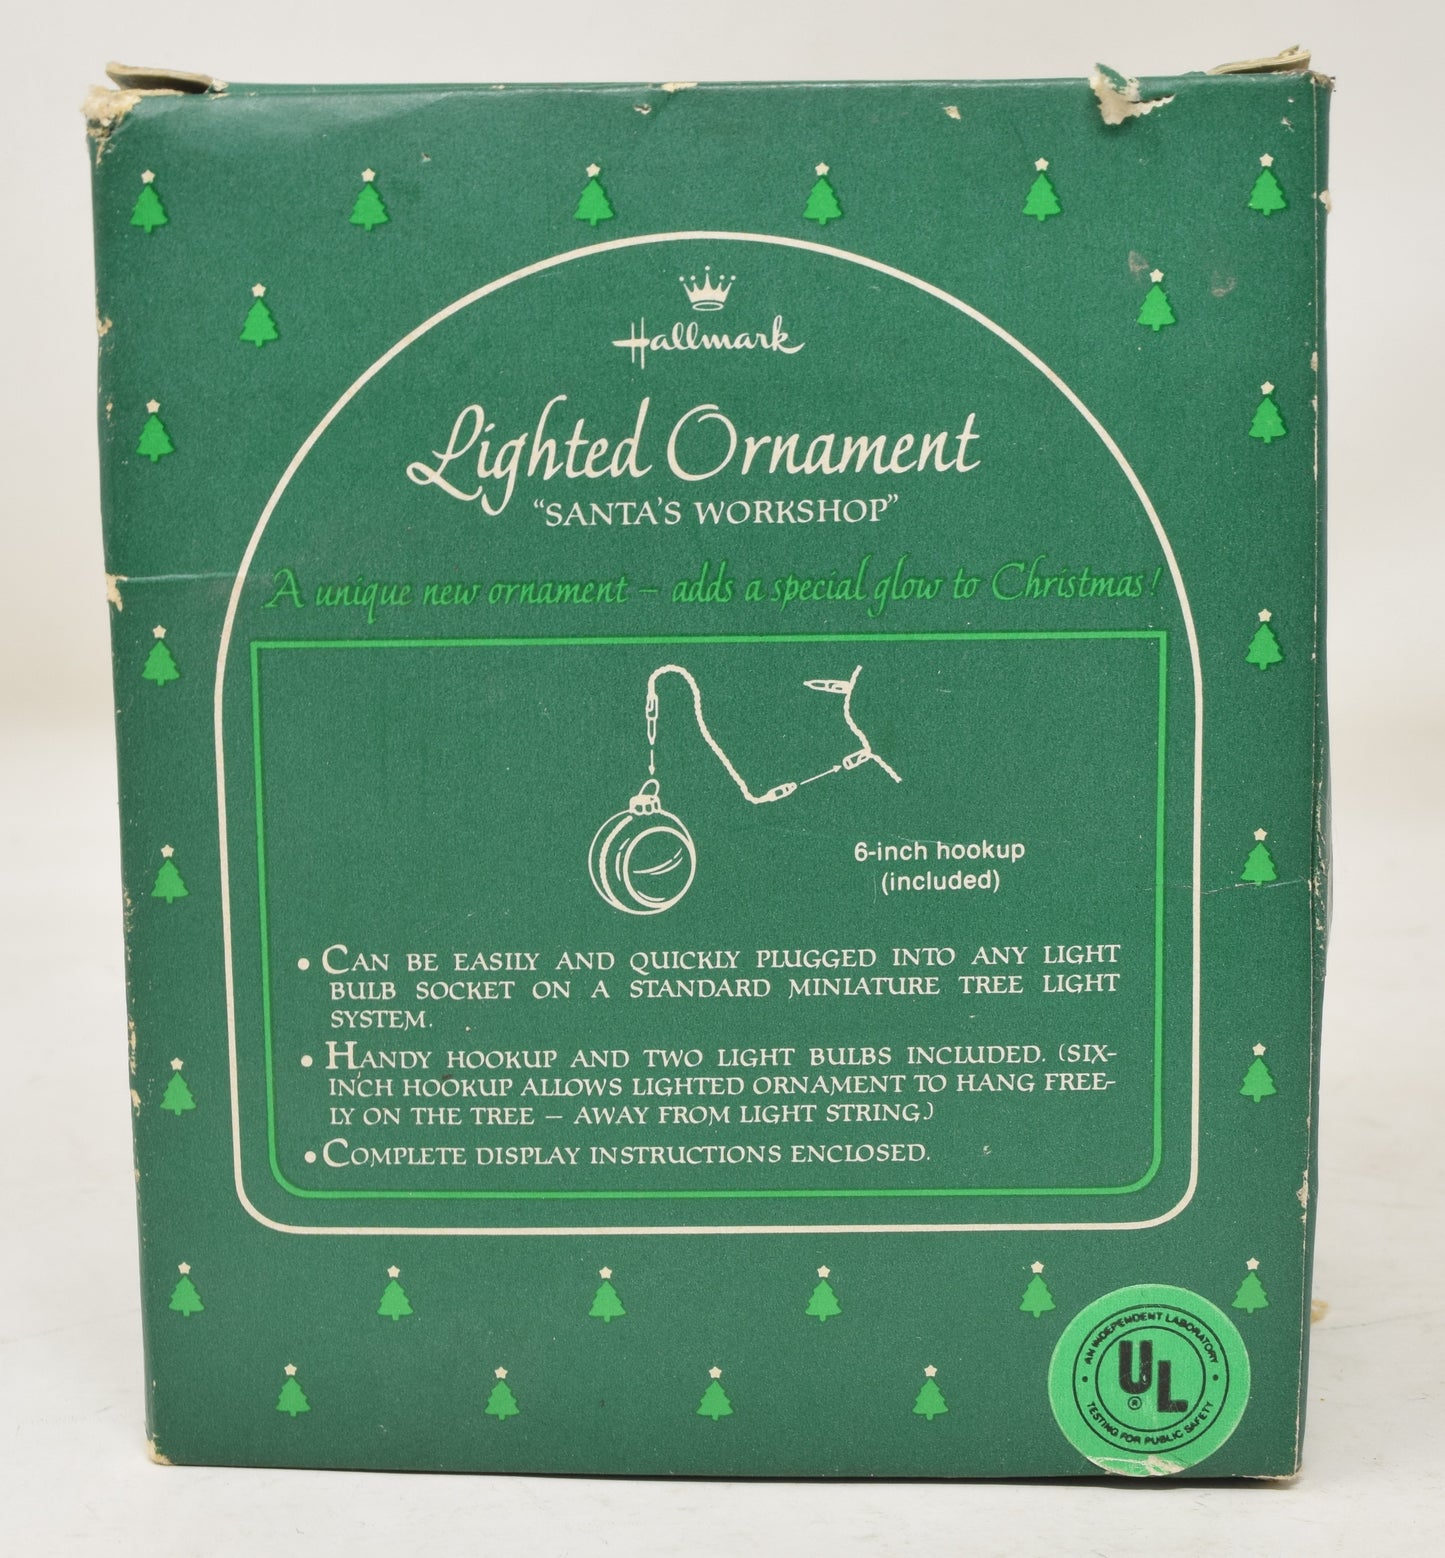 Hallmark
Lighted Ornament
“SANTA’S WORKSHOP”
A unique new ornament – adds a special glow to Christmas!
6-inch hookup
(included)
• CAN BE EASILY AND QUICKLY PLUGGED INTO ANY LIGHT
BULB SOCKET ON A STANDARD MINIATURE TREE LIGHT
SYSTEM.
• HANDY HOOKUP AND TWO LIGHT BULBS INCLUDED. (SIX-
INCH HOOKUP ALLOWS LIGHTED ORNAMENT TO HANG FREE-
LY ON THE TREE – AWAY FROM LIGHT STRING.)
• COMPLETE DISPLAY INSTRUCTIONS ENCLOSED.
AN INDEPENDENT LABORATORY
UL®
• TESTING FOR PUBLIC SAFETY •